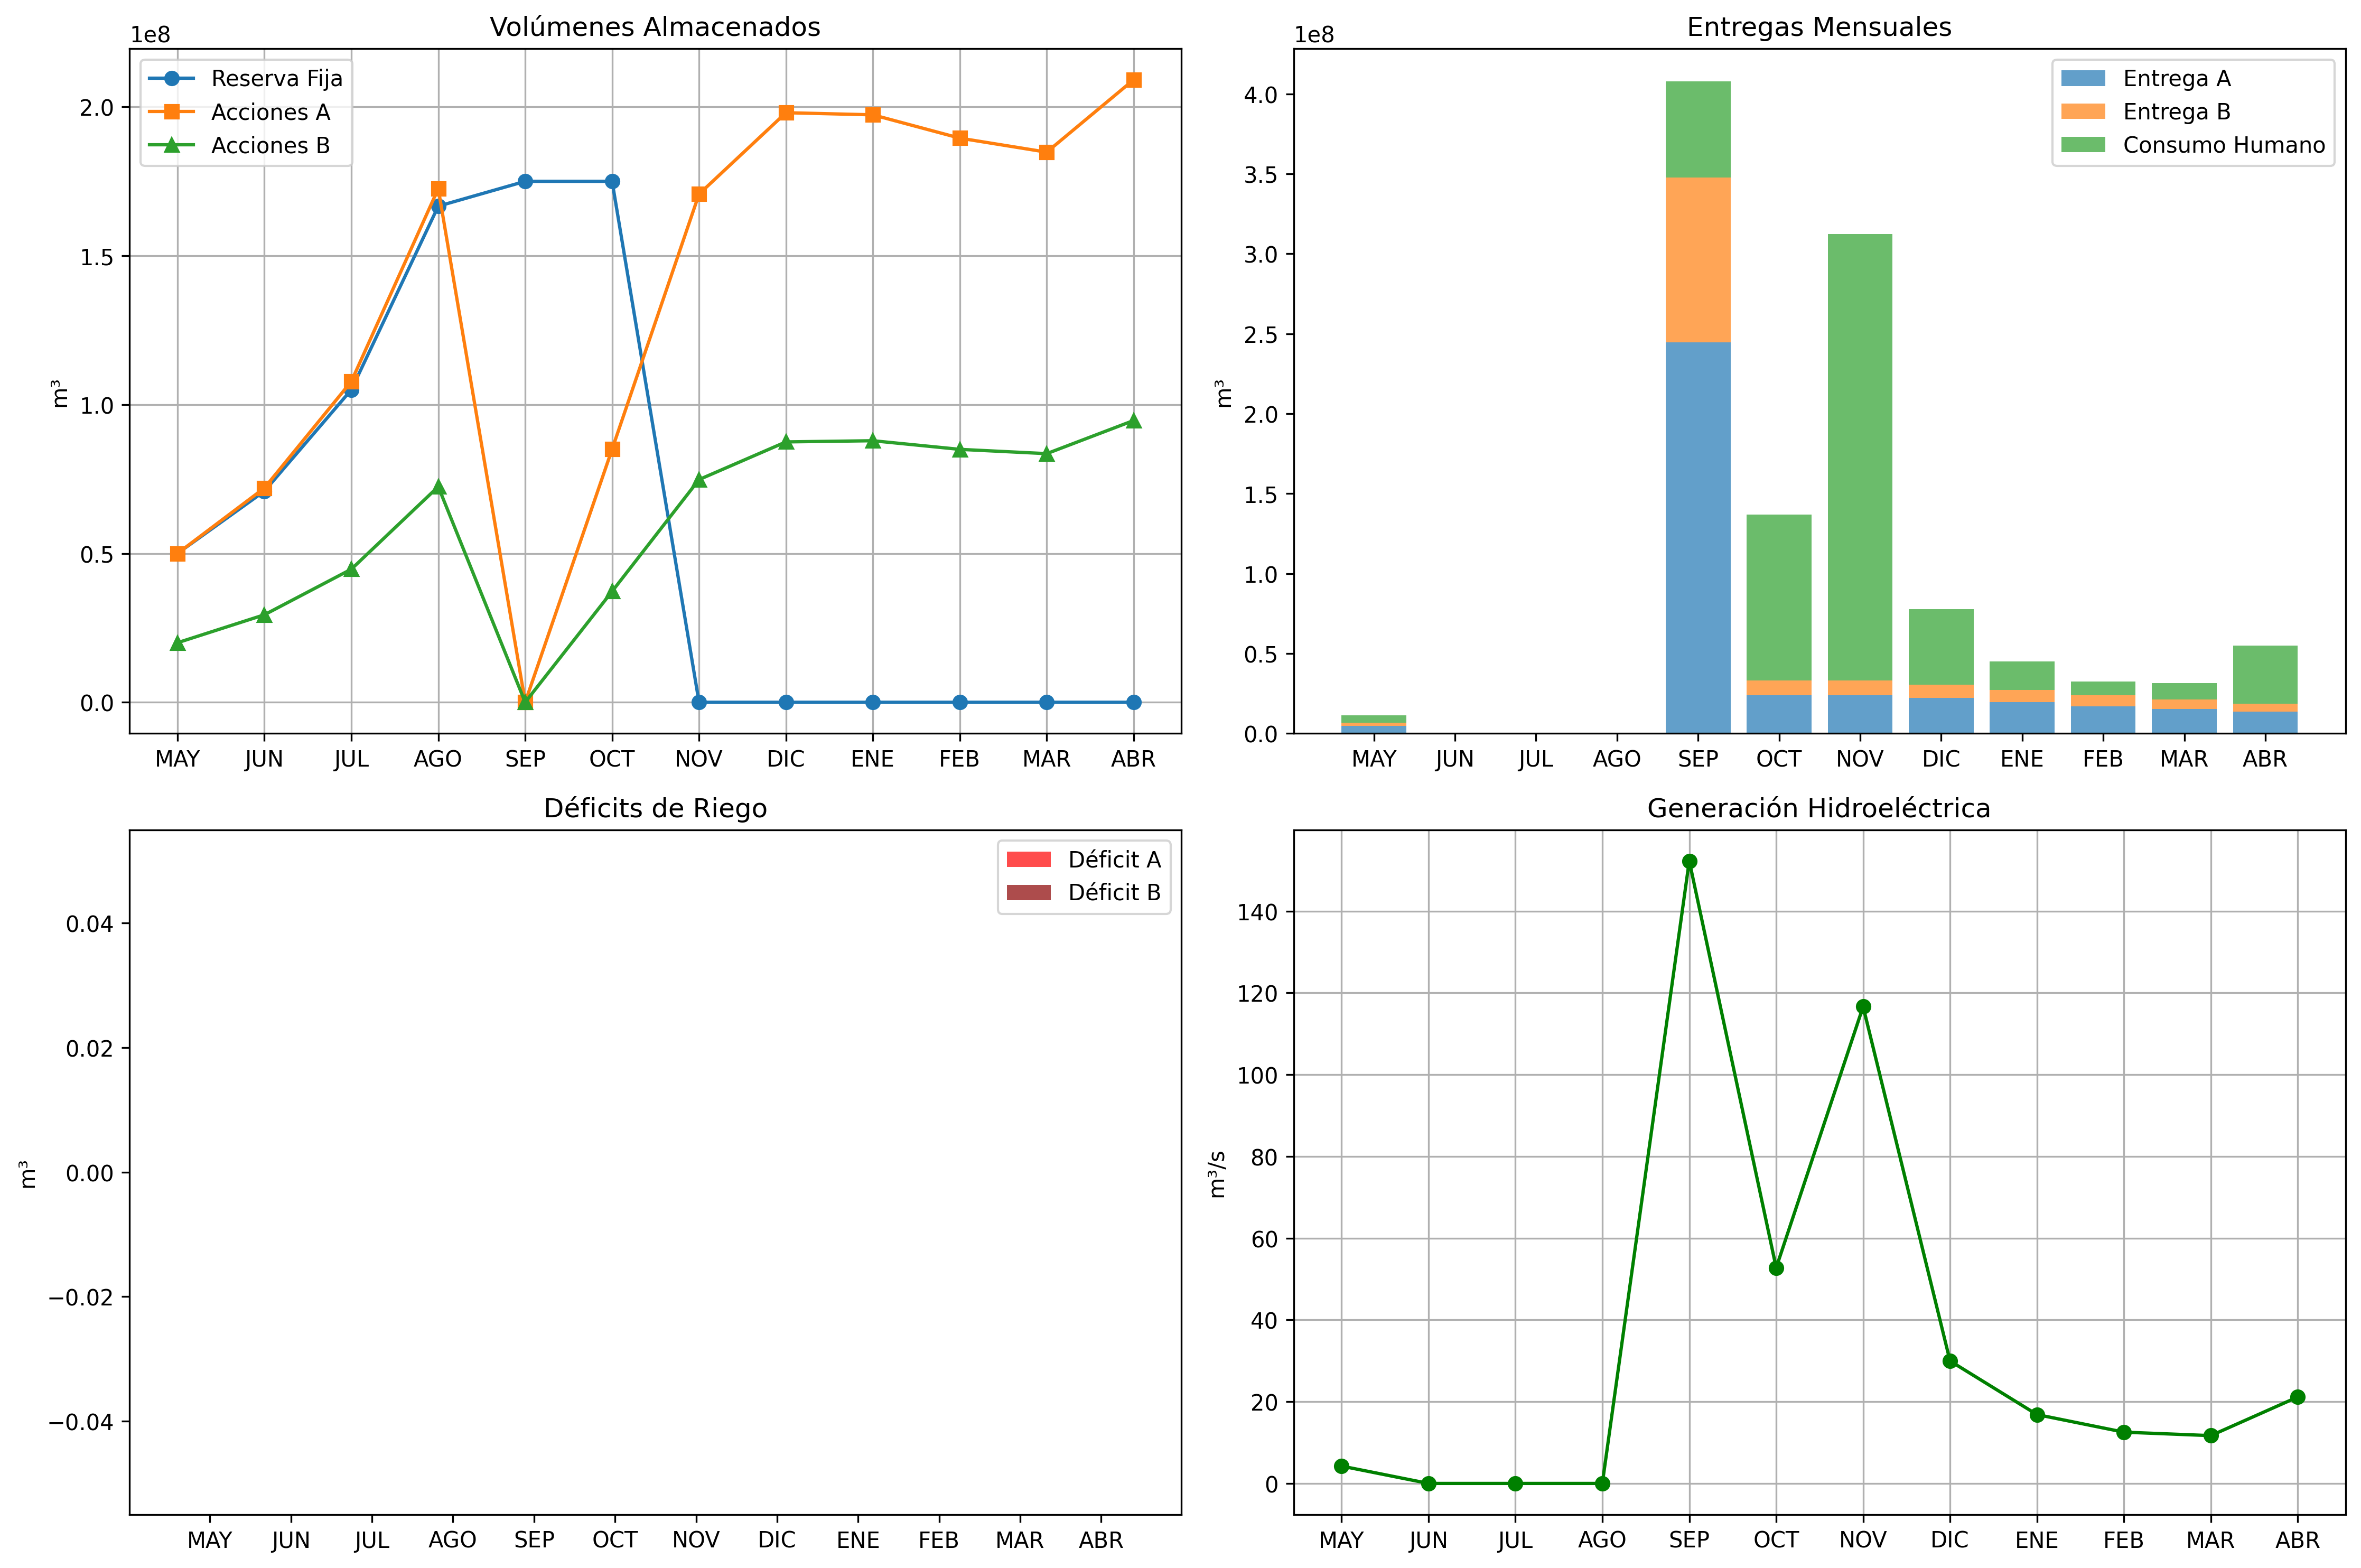 Volúmenes Almacenados
1e8
Reserva Fija
Acciones A
Acciones B
2.0
1.5
1.0
0.5
0.0
m³
MAY JUN JUL AGO SEP OCT NOV DIC ENE FEB MAR ABR
Entregas Mensuales
1e8
Entrega A
Entrega B
Consumo Humano
4.0
3.5
3.0
2.5
2.0
1.5
1.0
0.5
0.0
m³
MAY JUN JUL AGO SEP OCT NOV DIC ENE FEB MAR ABR
Déficits de Riego
Déficit A
Déficit B
0.04
0.02
0.00
−0.02
−0.04
m³
MAY JUN JUL AGO SEP OCT NOV DIC ENE FEB MAR ABR
Generación Hidroeléctrica
140
120
100
80
60
40
20
0
m³/s
MAY JUN JUL AGO SEP OCT NOV DIC ENE FEB MAR ABR